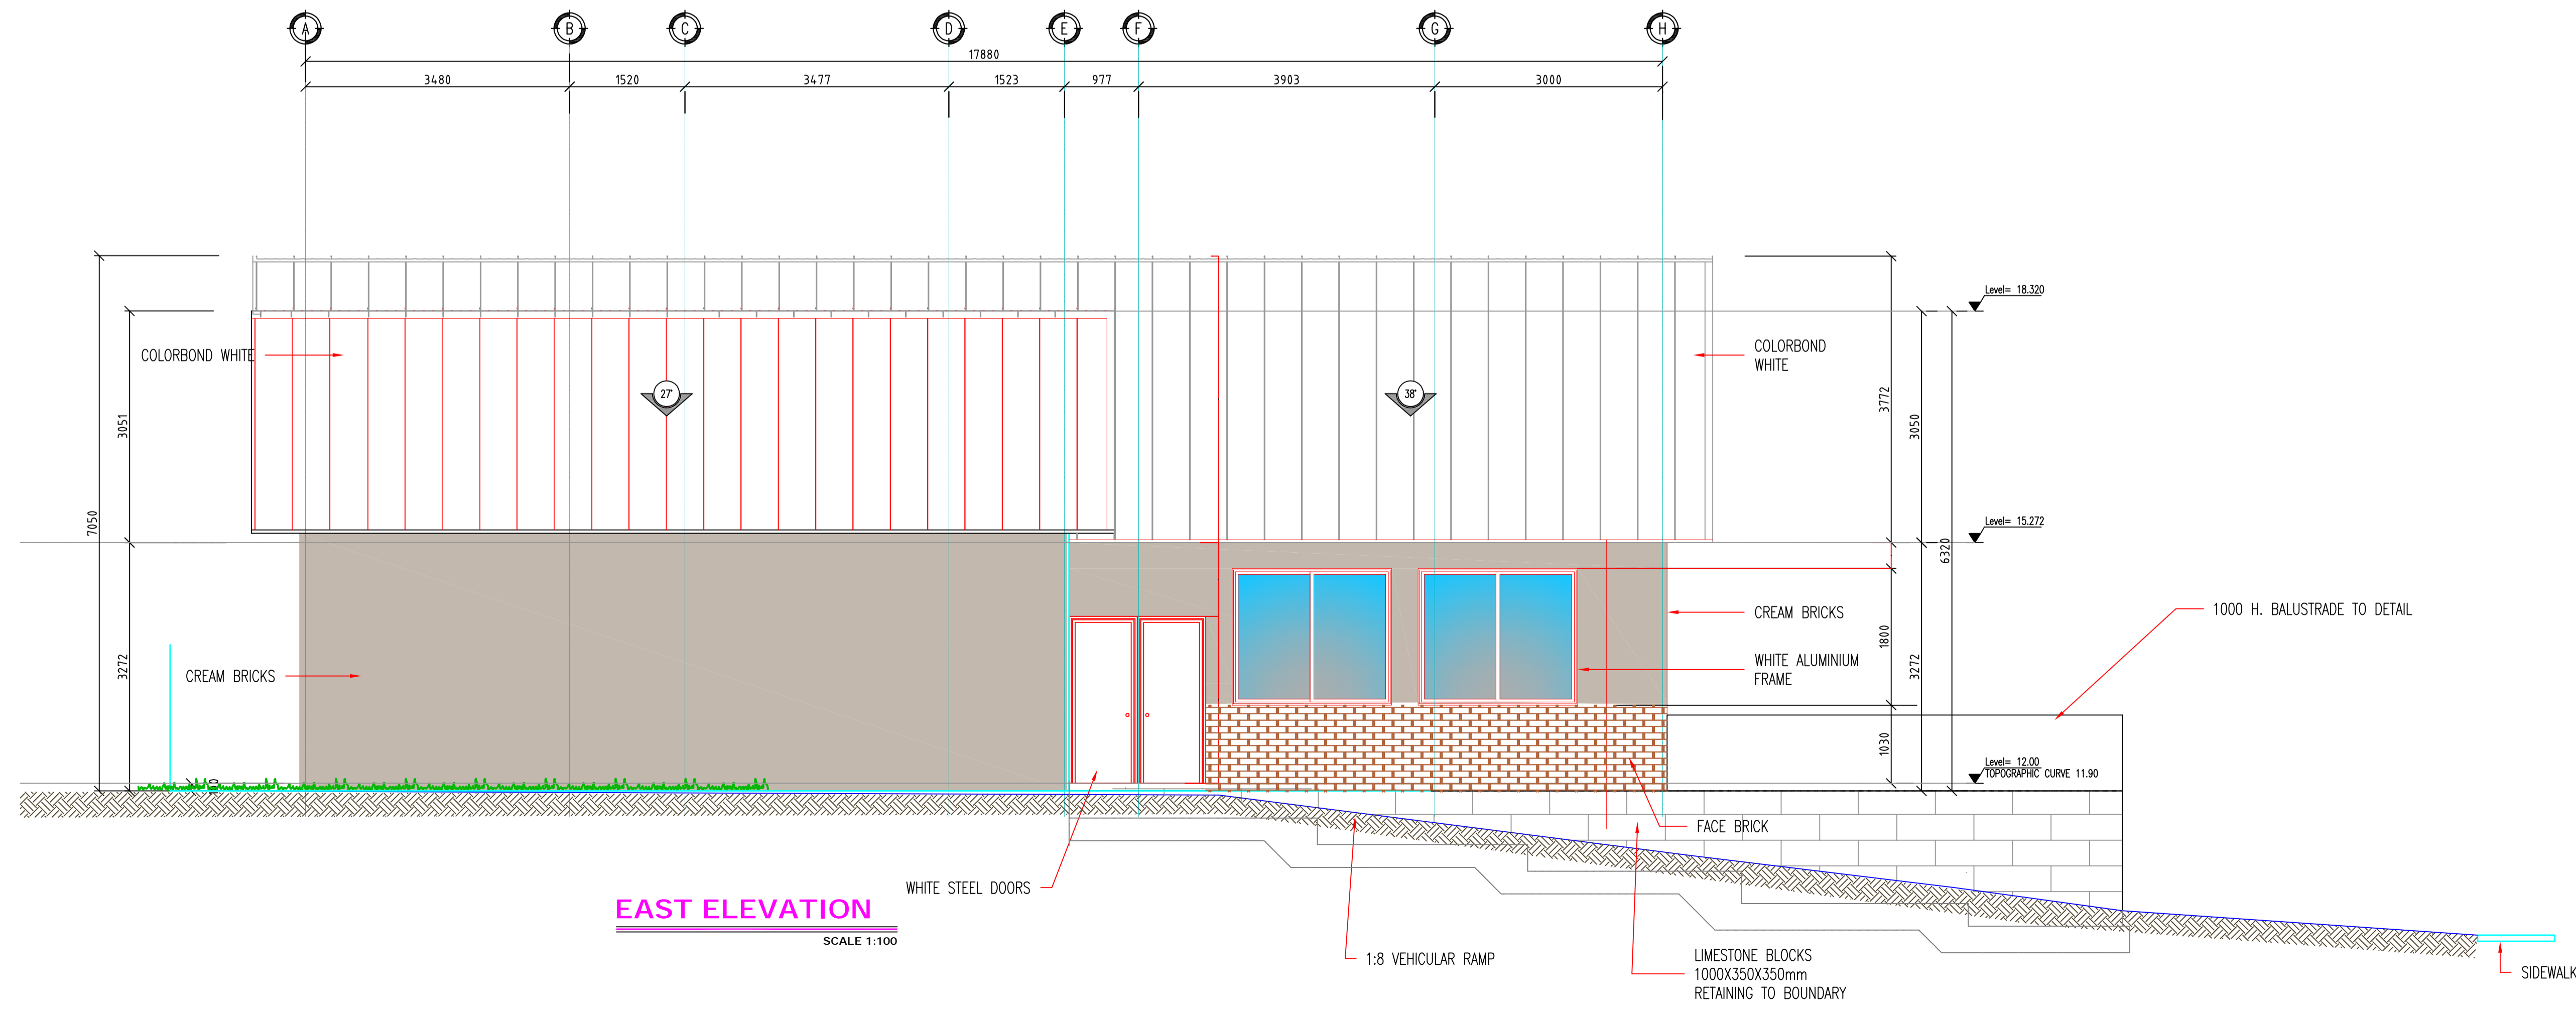 A B C D E F G H
17880
3480 1520 3477 1523 977 3903 3000
Level= 18.320
COLORBOND WHITE
COLORBOND
WHITE
27°
38°
3051
7050
3272
3772
3050
6320
Level= 15.272
1800
3272
1030
CREAM BRICKS
CREAM BRICKS
WHITE ALUMINIUM
FRAME
1000 H. BALUSTRADE TO DETAIL
Level= 12.00
TOPOGRAPHIC CURVE 11.90
FACE BRICK
WHITE STEEL DOORS
EAST ELEVATION
SCALE 1:100
1:8 VEHICULAR RAMP
LIMESTONE BLOCKS
1000X350X350mm
RETAINING TO BOUNDARY
SIDEWALK